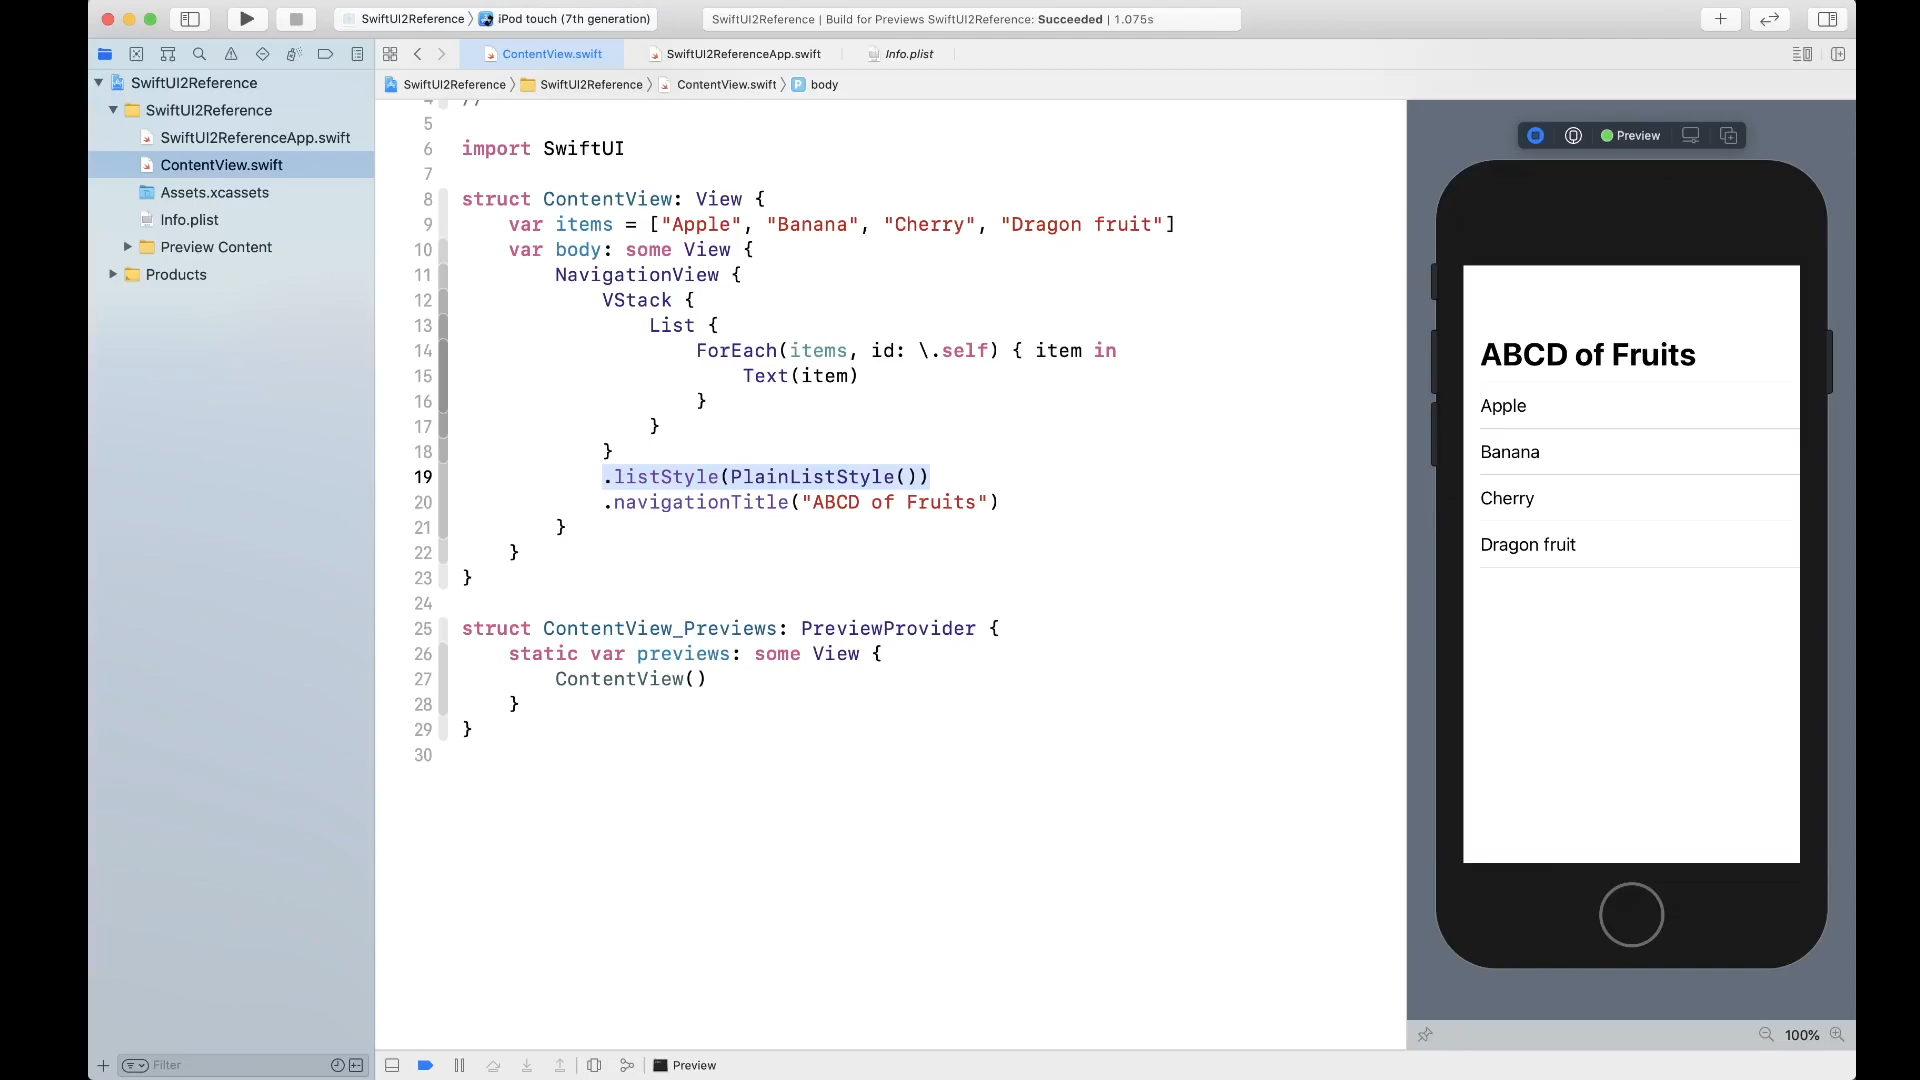 SwiftUI2Reference 〉 iPod touch (7th generation)
SwiftUI2Reference | Build for Previews SwiftUI2Reference: Succeeded | 1.075s
ContentView.swift
SwiftUI2ReferenceApp.swift
Info.plist
SwiftUI2Reference 〉 SwiftUI2Reference 〉 ContentView.swift 〉 P body
SwiftUI2Reference
SwiftUI2Reference
SwiftUI2ReferenceApp.swift
ContentView.swift
Assets.xcassets
Info.plist
Preview Content
Products
Filter
4 //
5
6 import SwiftUI
7
8 struct ContentView: View {
9 var items = ["Apple", "Banana", "Cherry", "Dragon fruit"]
10 var body: some View {
11 NavigationView {
12 VStack {
13 List {
14 ForEach(items, id: \.self) { item in
15 Text(item)
16 }
17 }
18 }
19 .listStyle(PlainListStyle())
20 .navigationTitle("ABCD of Fruits")
21 }
22 }
23 }
24
25 struct ContentView_Previews: PreviewProvider {
26 static var previews: some View {
27 ContentView()
28 }
29 }
30
Preview
Preview
ABCD of Fruits
Apple
Banana
Cherry
Dragon fruit
100%